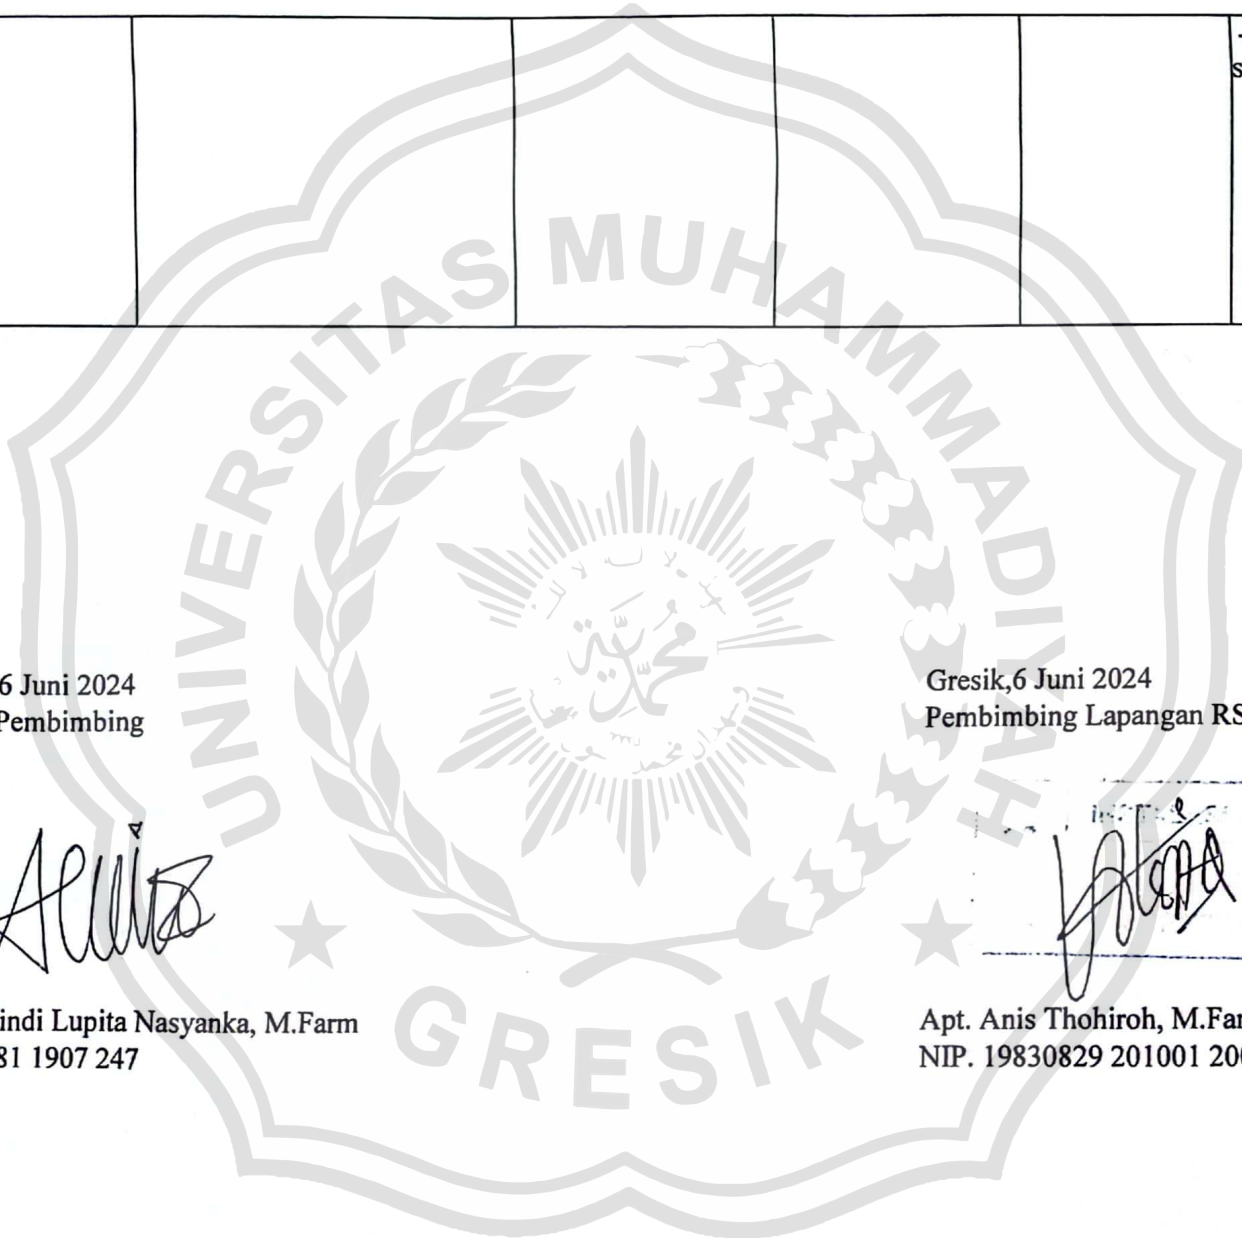 s
UNIVERSITAS MUHAMMADIYAH
GRESIK
6 Juni 2024
Pembimbing
indi Lupita Nasyanka, M.Farm
81 1907 247
Gresik,6 Juni 2024
Pembimbing Lapangan RS
Apt. Anis Thohiroh, M.Far
NIP. 19830829 201001 200